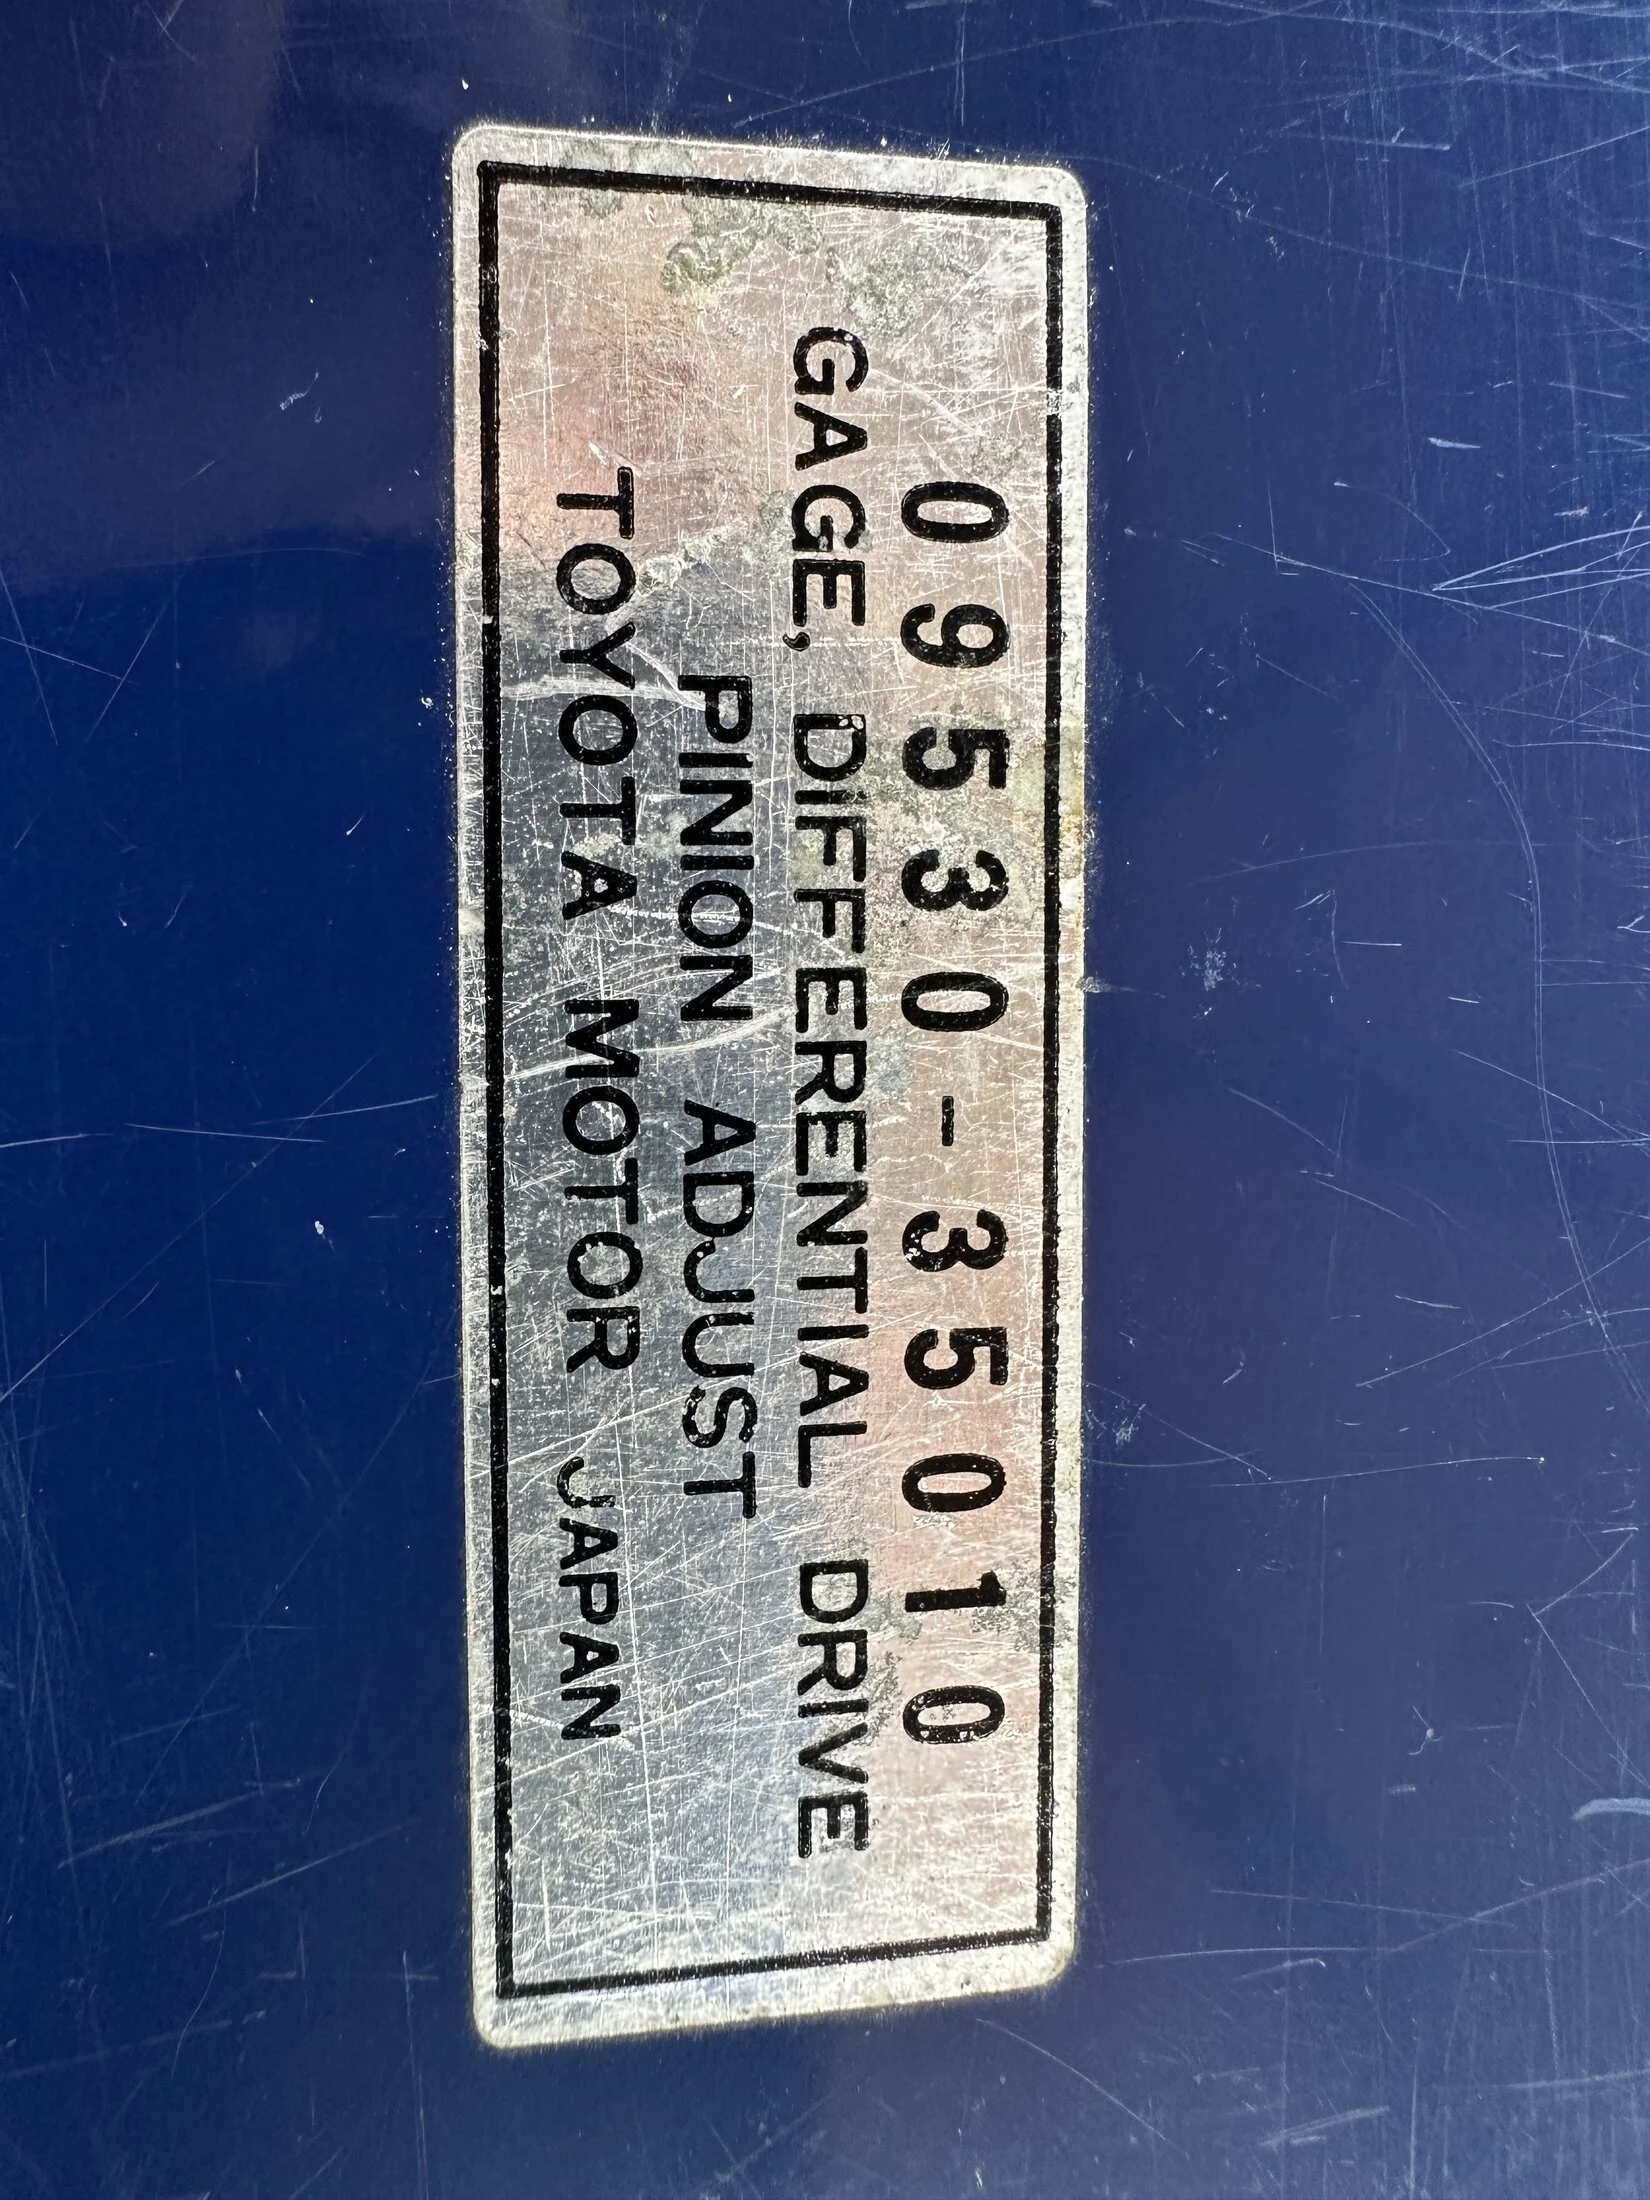 09530-35010
GAGE, DIFFERENTIAL DRIVE
PINION ADJUST
TOYOTA MOTOR JAPAN